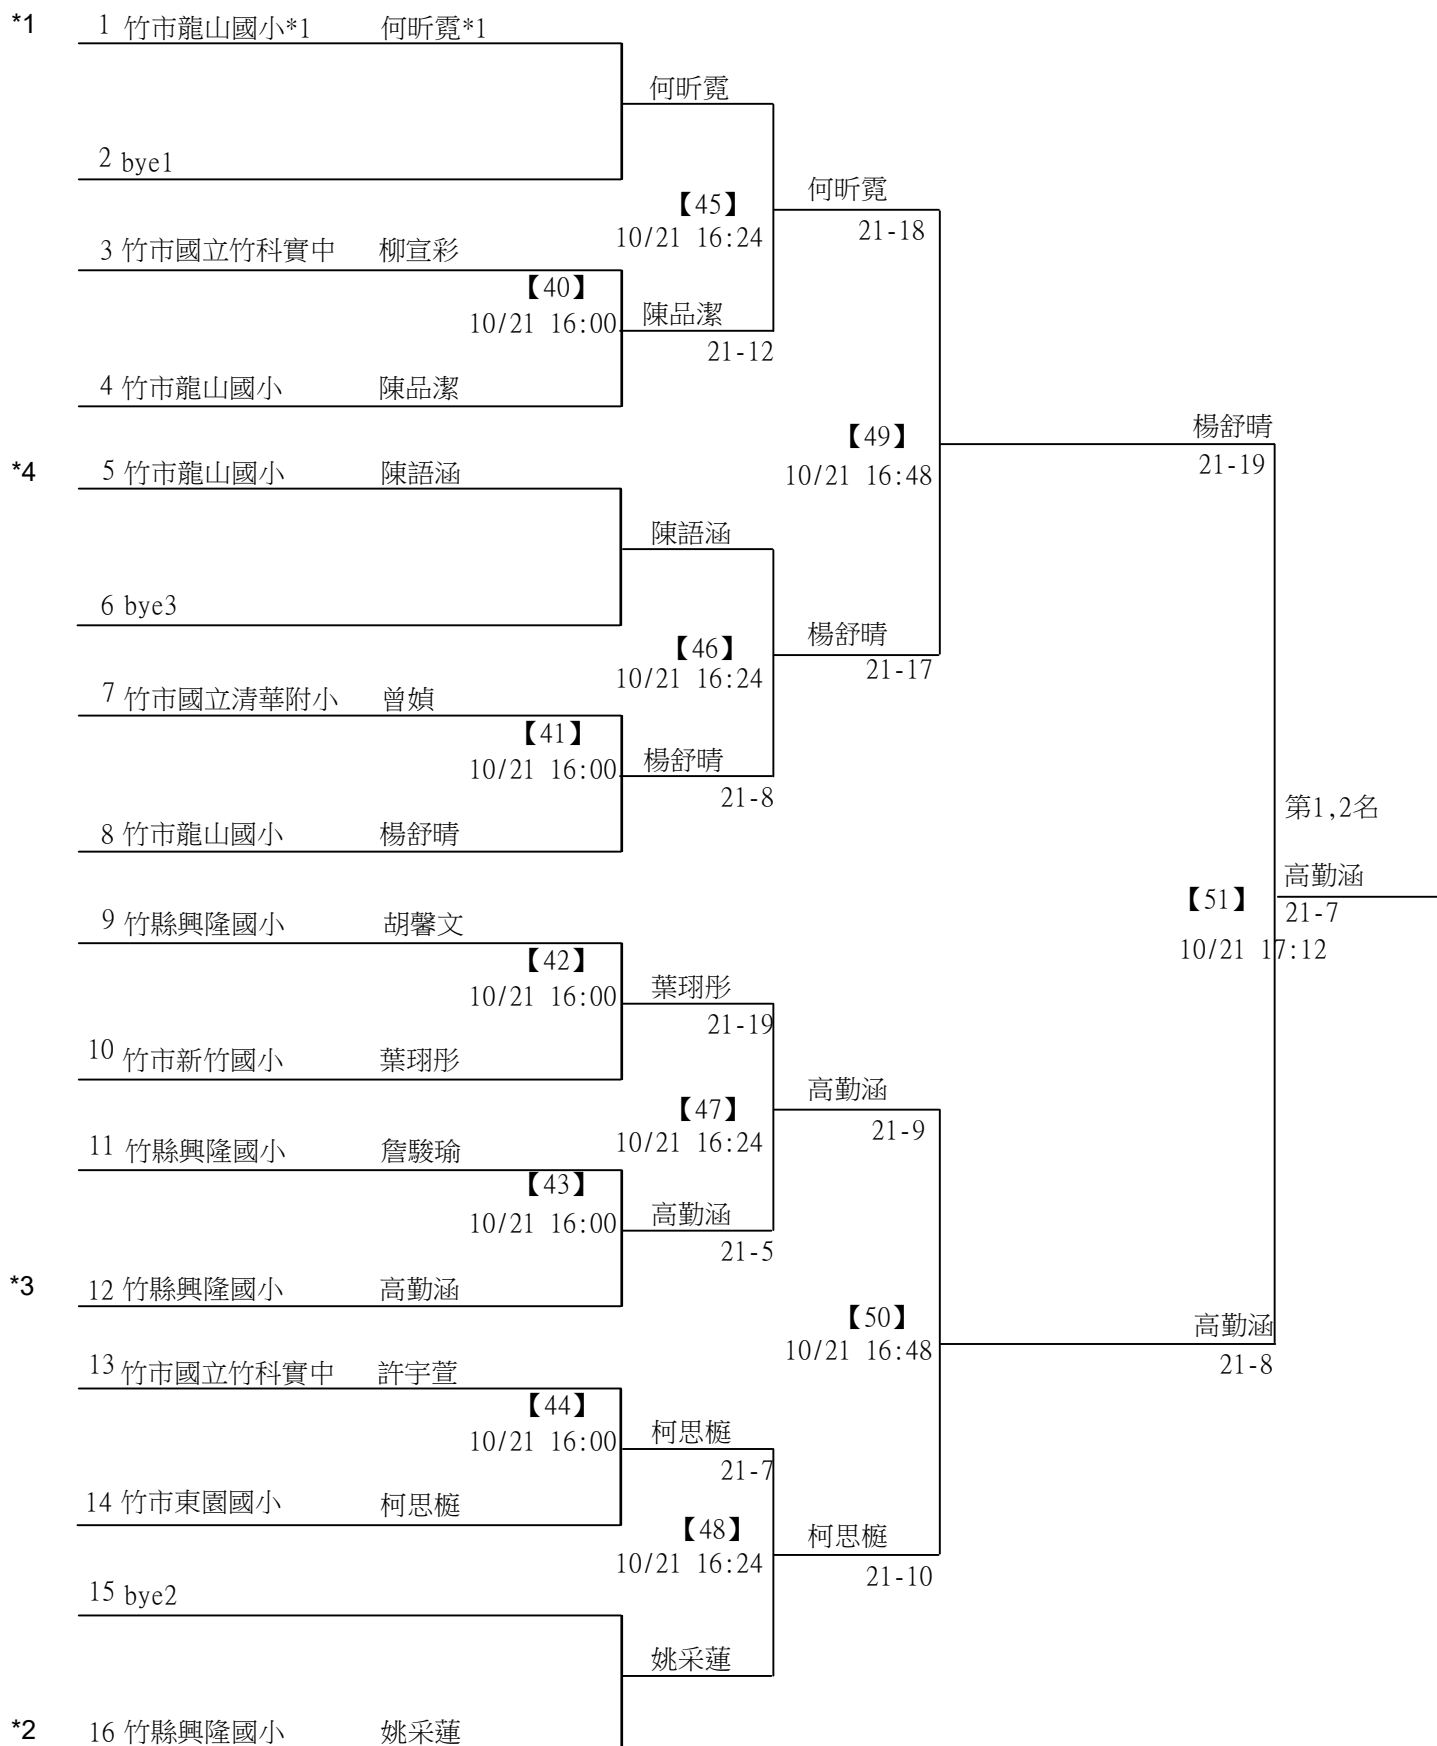 *1 1 竹市龍山國小*1 何昕霓*1
何昕霓
2 bye1
何昕霓
【45】
21-18
10/21 16:24
3 竹市國立竹科實中 柳宣彩
【40】
陳品潔
10/21 16:00
21-12
4 竹市龍山國小 陳品潔
楊舒晴
【49】
21-19
*4 5 竹市龍山國小 陳語涵
10/21 16:48
陳語涵
6 bye3
楊舒晴
【46】
21-17
10/21 16:24
7 竹市國立清華附小 曾媜
【41】
楊舒晴
10/21 16:00
21-8
第1,2名
8 竹市龍山國小 楊舒晴
高勤涵
【51】
21-7
9 竹縣興隆國小 胡馨文
10/21 17:12
【42】
葉珝彤
10/21 16:00
21-19
10 竹市新竹國小 葉珝彤
高勤涵
【47】
21-9
10/21 16:24
11 竹縣興隆國小 詹駿瑜
【43】
高勤涵
10/21 16:00
21-5
*3 12 竹縣興隆國小 高勤涵
【50】
高勤涵
10/21 16:48
21-8
13 竹市國立竹科實中 許宇萱
【44】
柯思榳
10/21 16:00
21-7
14 竹市東園國小 柯思榳
【48】
柯思榳
10/21 16:24
21-10
15 bye2
姚采蓮
*2 16 竹縣興隆國小 姚采蓮